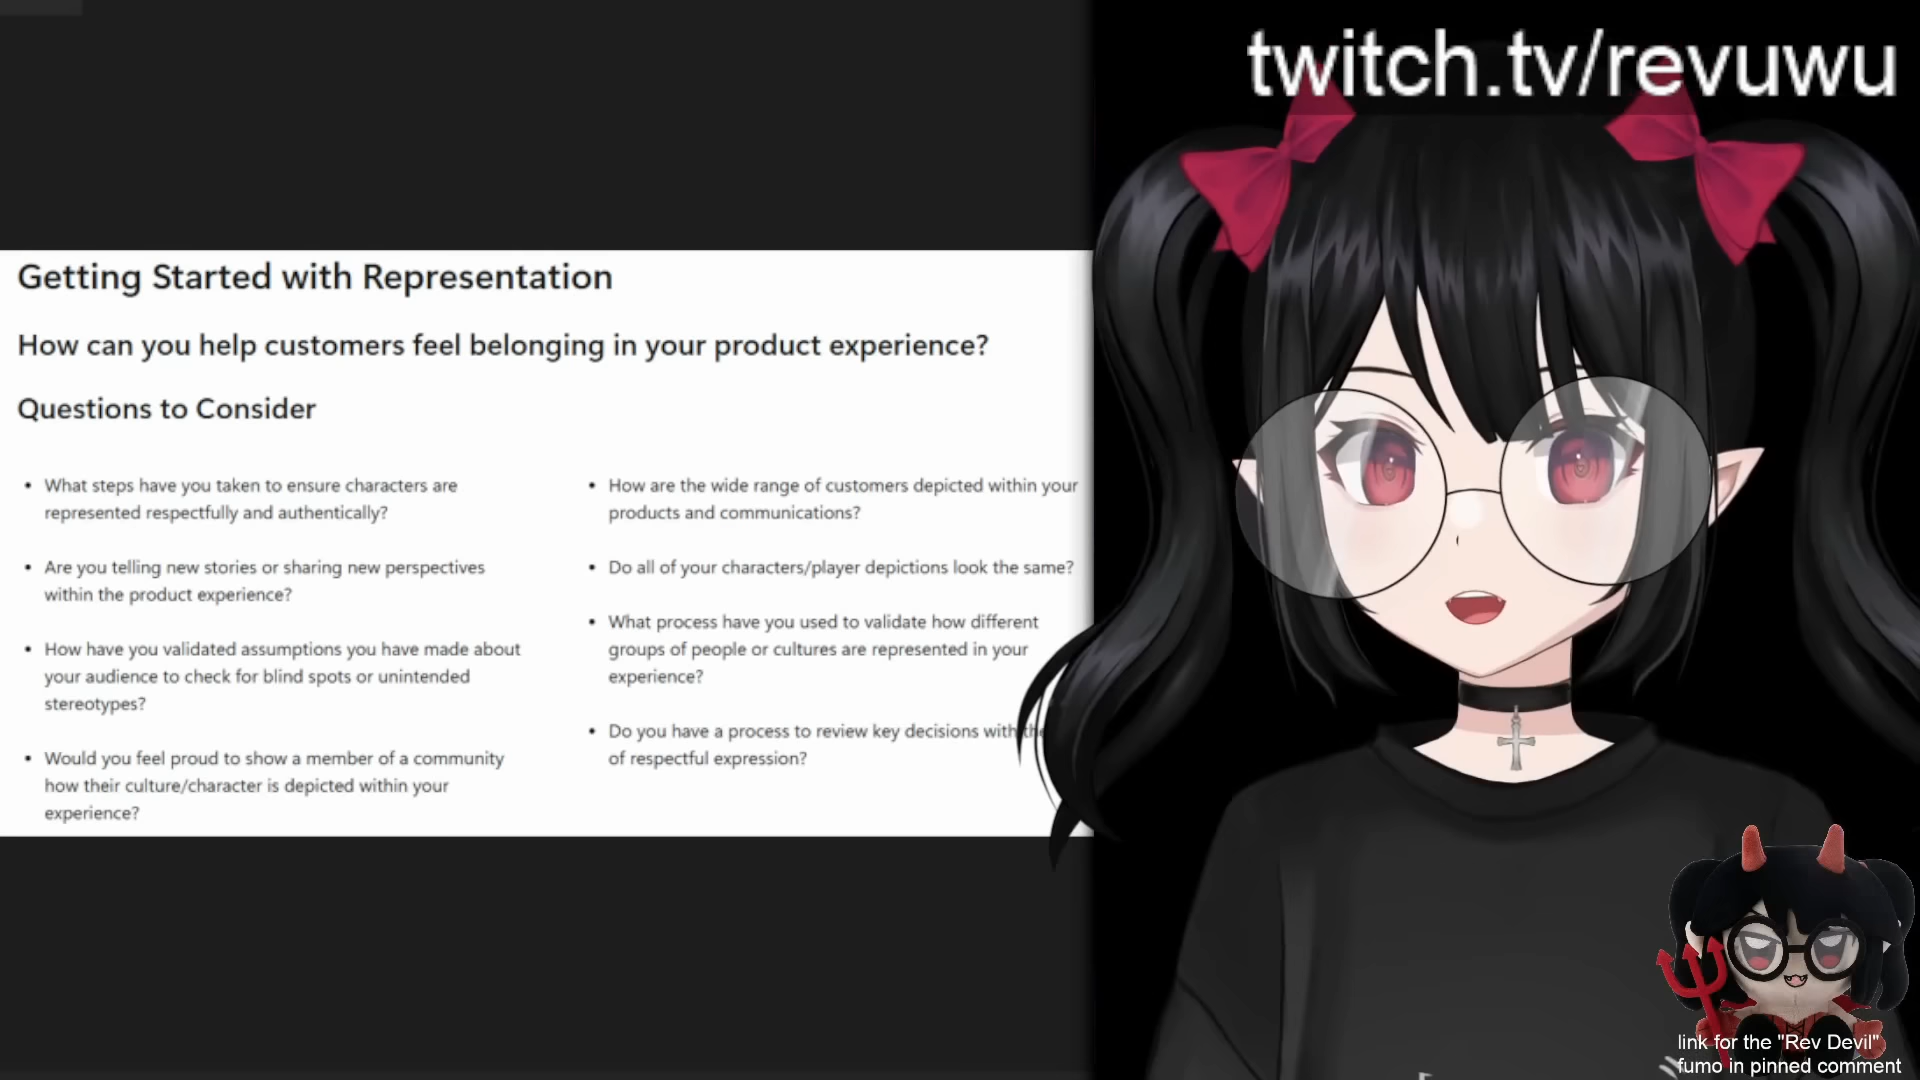 twitch.tv/revuwu
Getting Started with Representation
How can you help customers feel belonging in your product experience?
Questions to Consider
• What steps have you taken to ensure characters are
represented respectfully and authentically?
• Are you telling new stories or sharing new perspectives
within the product experience?
• How have you validated assumptions you have made about
your audience to check for blind spots or unintended
stereotypes?
• Would you feel proud to show a member of a community
how their culture/character is depicted within your
experience?
• How are the wide range of customers depicted within your
products and communications?
• Do all of your characters/player depictions look the same?
• What process have you used to validate how different
groups of people or cultures are represented in your
experience?
• Do you have a process to review key decisions with
of respectful expression?
link for the "Rev Devil"
fumo in pinned comment